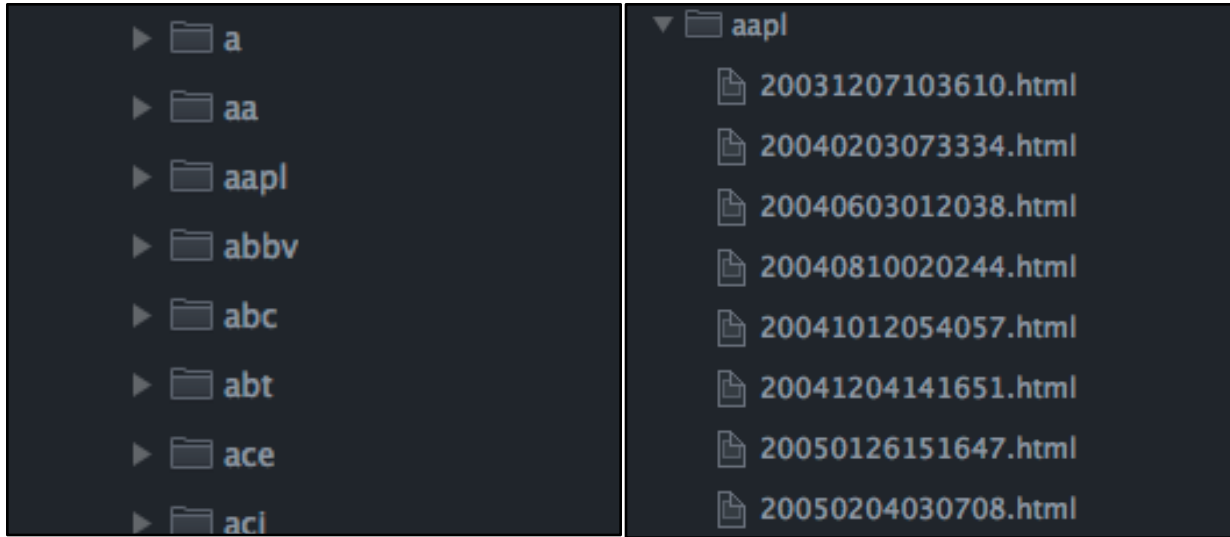 a
aa
aapl
abbv
abc
abt
ace
aci
aapl
20031207103610.html
20040203073334.html
20040603012038.html
20040810020244.html
20041012054057.html
20041204141651.html
20050126151647.html
20050204030708.html